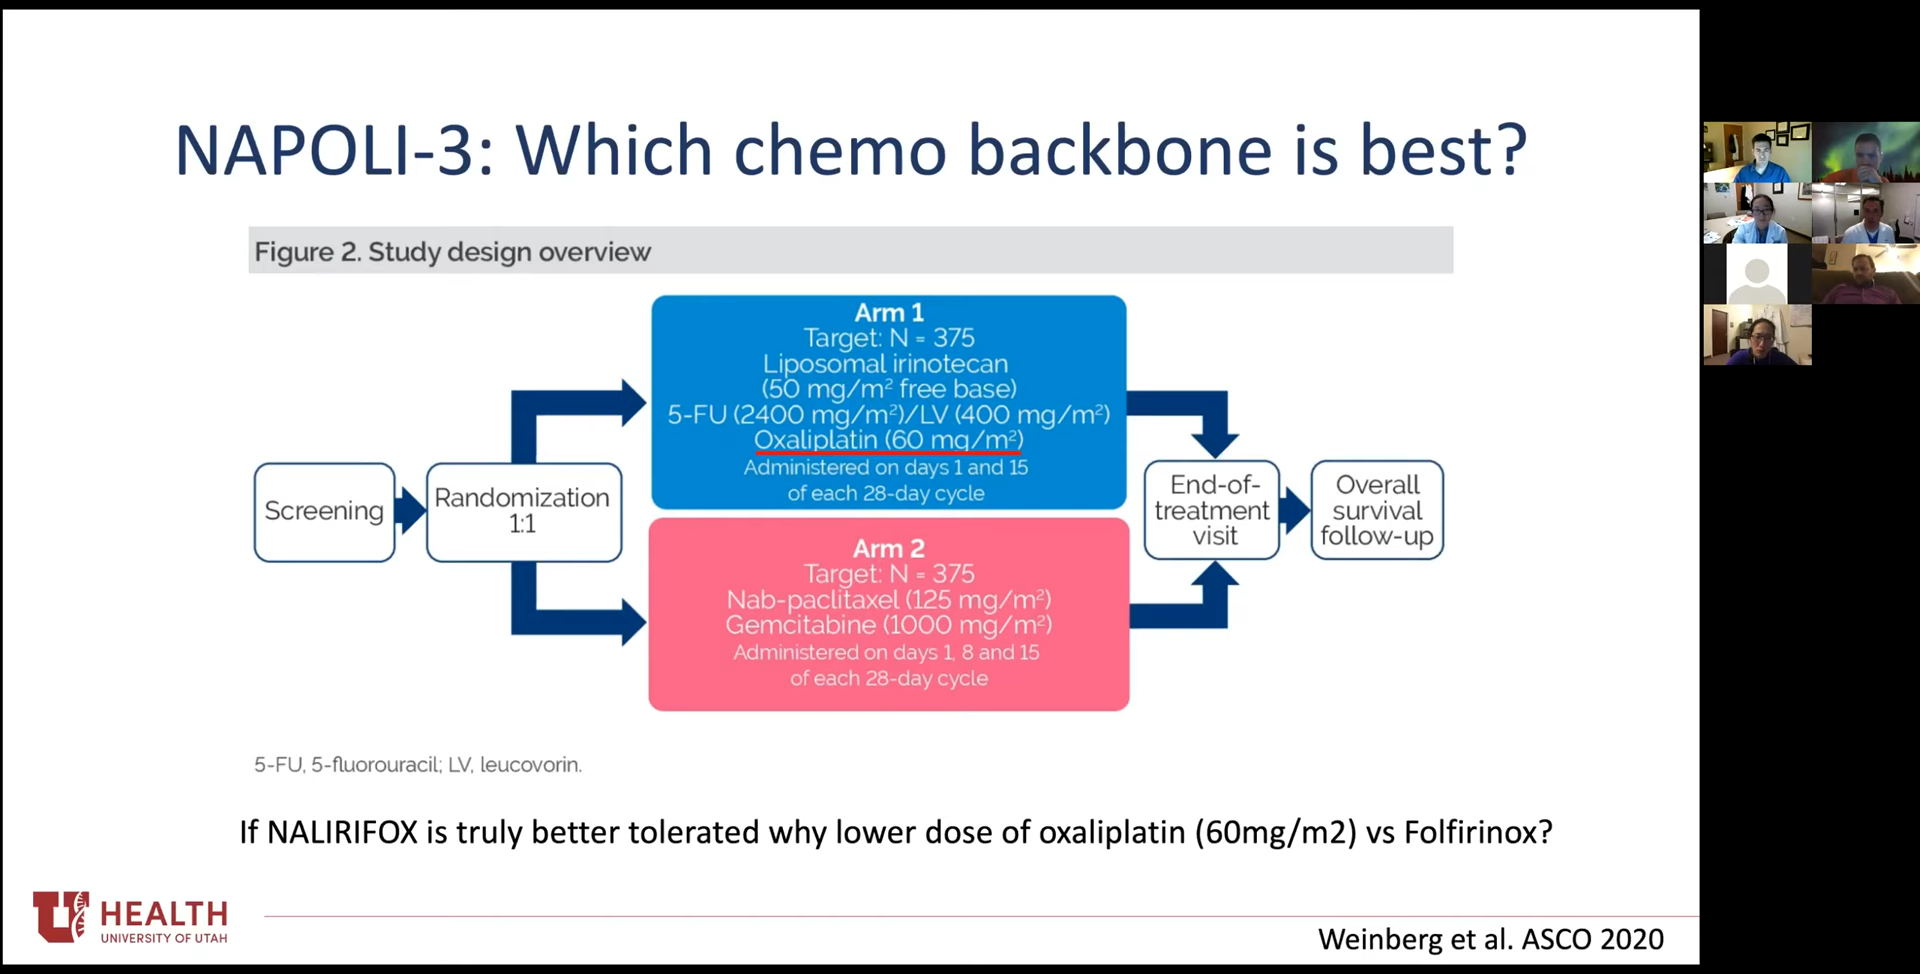 NAPOLI-3: Which chemo backbone is best?
Figure 2. Study design overview
Screening
Randomization
1:1
Arm 1
Target: N = 375
Liposomal irinotecan
(50 mg/m² free base)
5-FU (2400 mg/m²)/LV (400 mg/m²)
Oxaliplatin (60 mg/m²)
Administered on days 1 and 15
of each 28-day cycle
Arm 2
Target: N = 375
Nab-paclitaxel (125 mg/m²)
Gemcitabine (1000 mg/m²)
Administered on days 1, 8 and 15
of each 28-day cycle
End-of-
treatment
visit
Overall
survival
follow-up
5-FU, 5-fluorouracil; LV, leucovorin.
If NALIRIFOX is truly better tolerated why lower dose of oxaliplatin (60mg/m2) vs Folfirinox?
U HEALTH
UNIVERSITY OF UTAH
Weinberg et al. ASCO 2020